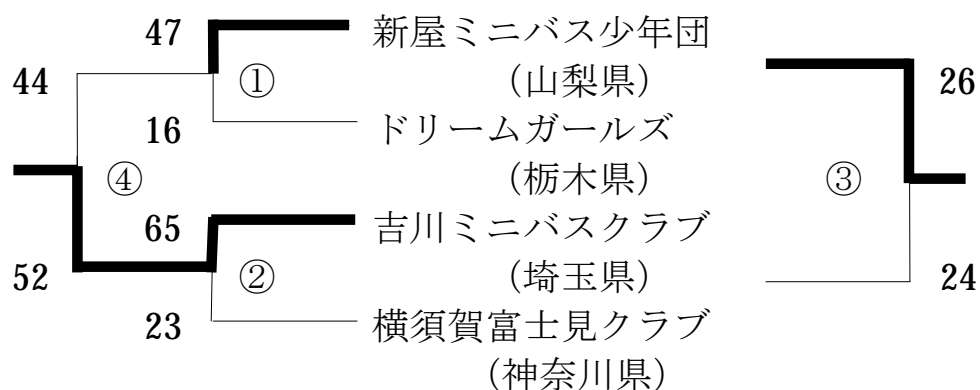 47 新屋ミニバス少年団
44 ① (山梨県) 26
16 ドリームガールズ
④ (栃木県) ③
65 吉川ミニバスクラブ
52 ② (埼玉県) 24
23 横須賀富士見クラブ
(神奈川県)